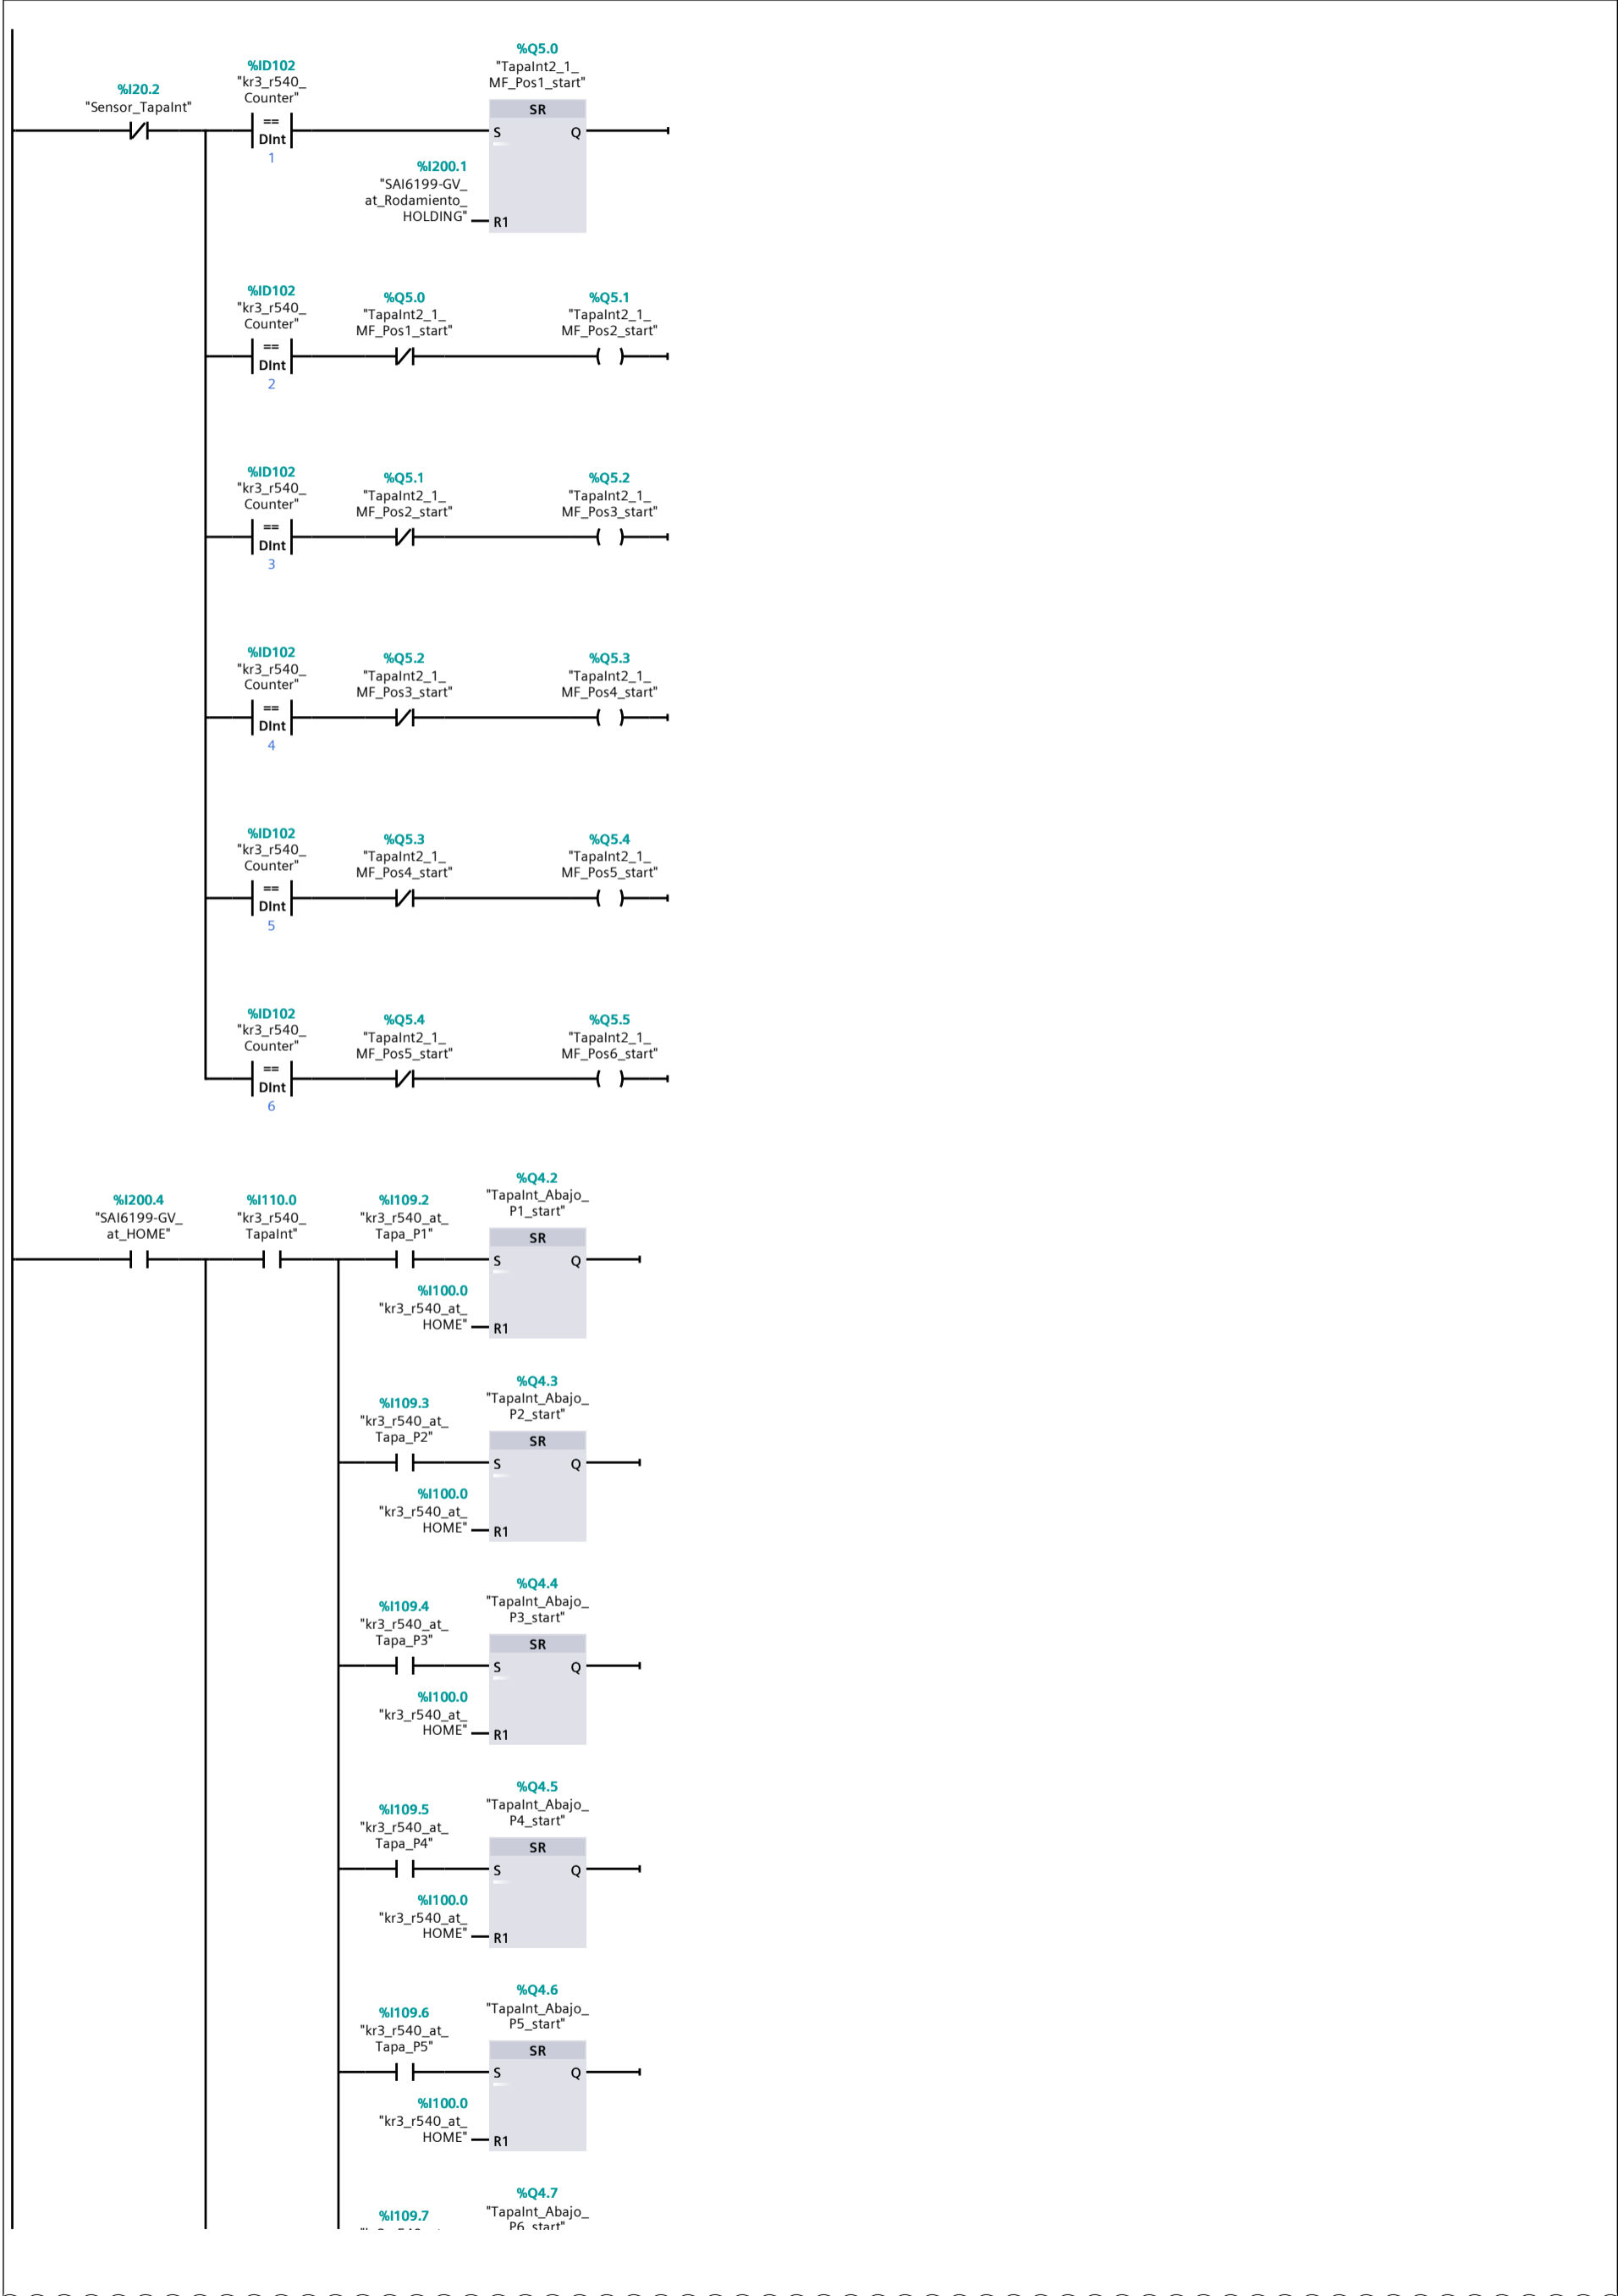 %Q5.0
"TapaInt2_1_
MF_Pos1_start"
%ID102
"kr3_r540_
Counter"
%I20.2
"Sensor_TapaInt"
SR
==
DInt
1
S
Q
%I200.1
"SAI6199-GV_
at_Rodamiento_
HOLDING"
R1
%ID102
"kr3_r540_
Counter"
%Q5.0
"TapaInt2_1_
MF_Pos1_start"
%Q5.1
"TapaInt2_1_
MF_Pos2_start"
==
DInt
2
%ID102
"kr3_r540_
Counter"
%Q5.1
"TapaInt2_1_
MF_Pos2_start"
%Q5.2
"TapaInt2_1_
MF_Pos3_start"
==
DInt
3
%ID102
"kr3_r540_
Counter"
%Q5.2
"TapaInt2_1_
MF_Pos3_start"
%Q5.3
"TapaInt2_1_
MF_Pos4_start"
==
DInt
4
%ID102
"kr3_r540_
Counter"
%Q5.3
"TapaInt2_1_
MF_Pos4_start"
%Q5.4
"TapaInt2_1_
MF_Pos5_start"
==
DInt
5
%ID102
"kr3_r540_
Counter"
%Q5.4
"TapaInt2_1_
MF_Pos5_start"
%Q5.5
"TapaInt2_1_
MF_Pos6_start"
==
DInt
6
%Q4.2
"TapaInt_Abajo_
P1_start"
%I200.4
"SAI6199-GV_
at_HOME"
%I110.0
"kr3_r540_
TapaInt"
%I109.2
"kr3_r540_at_
Tapa_P1"
SR
S
Q
%I100.0
"kr3_r540_at_
HOME"
R1
%Q4.3
"TapaInt_Abajo_
P2_start"
%I109.3
"kr3_r540_at_
Tapa_P2"
SR
S
Q
%I100.0
"kr3_r540_at_
HOME"
R1
%Q4.4
"TapaInt_Abajo_
P3_start"
%I109.4
"kr3_r540_at_
Tapa_P3"
SR
S
Q
%I100.0
"kr3_r540_at_
HOME"
R1
%Q4.5
"TapaInt_Abajo_
P4_start"
%I109.5
"kr3_r540_at_
Tapa_P4"
SR
S
Q
%I100.0
"kr3_r540_at_
HOME"
R1
%Q4.6
"TapaInt_Abajo_
P5_start"
%I109.6
"kr3_r540_at_
Tapa_P5"
SR
S
Q
%I100.0
"kr3_r540_at_
HOME"
R1
%Q4.7
"TapaInt_Abajo_
P6_start"
%I109.7